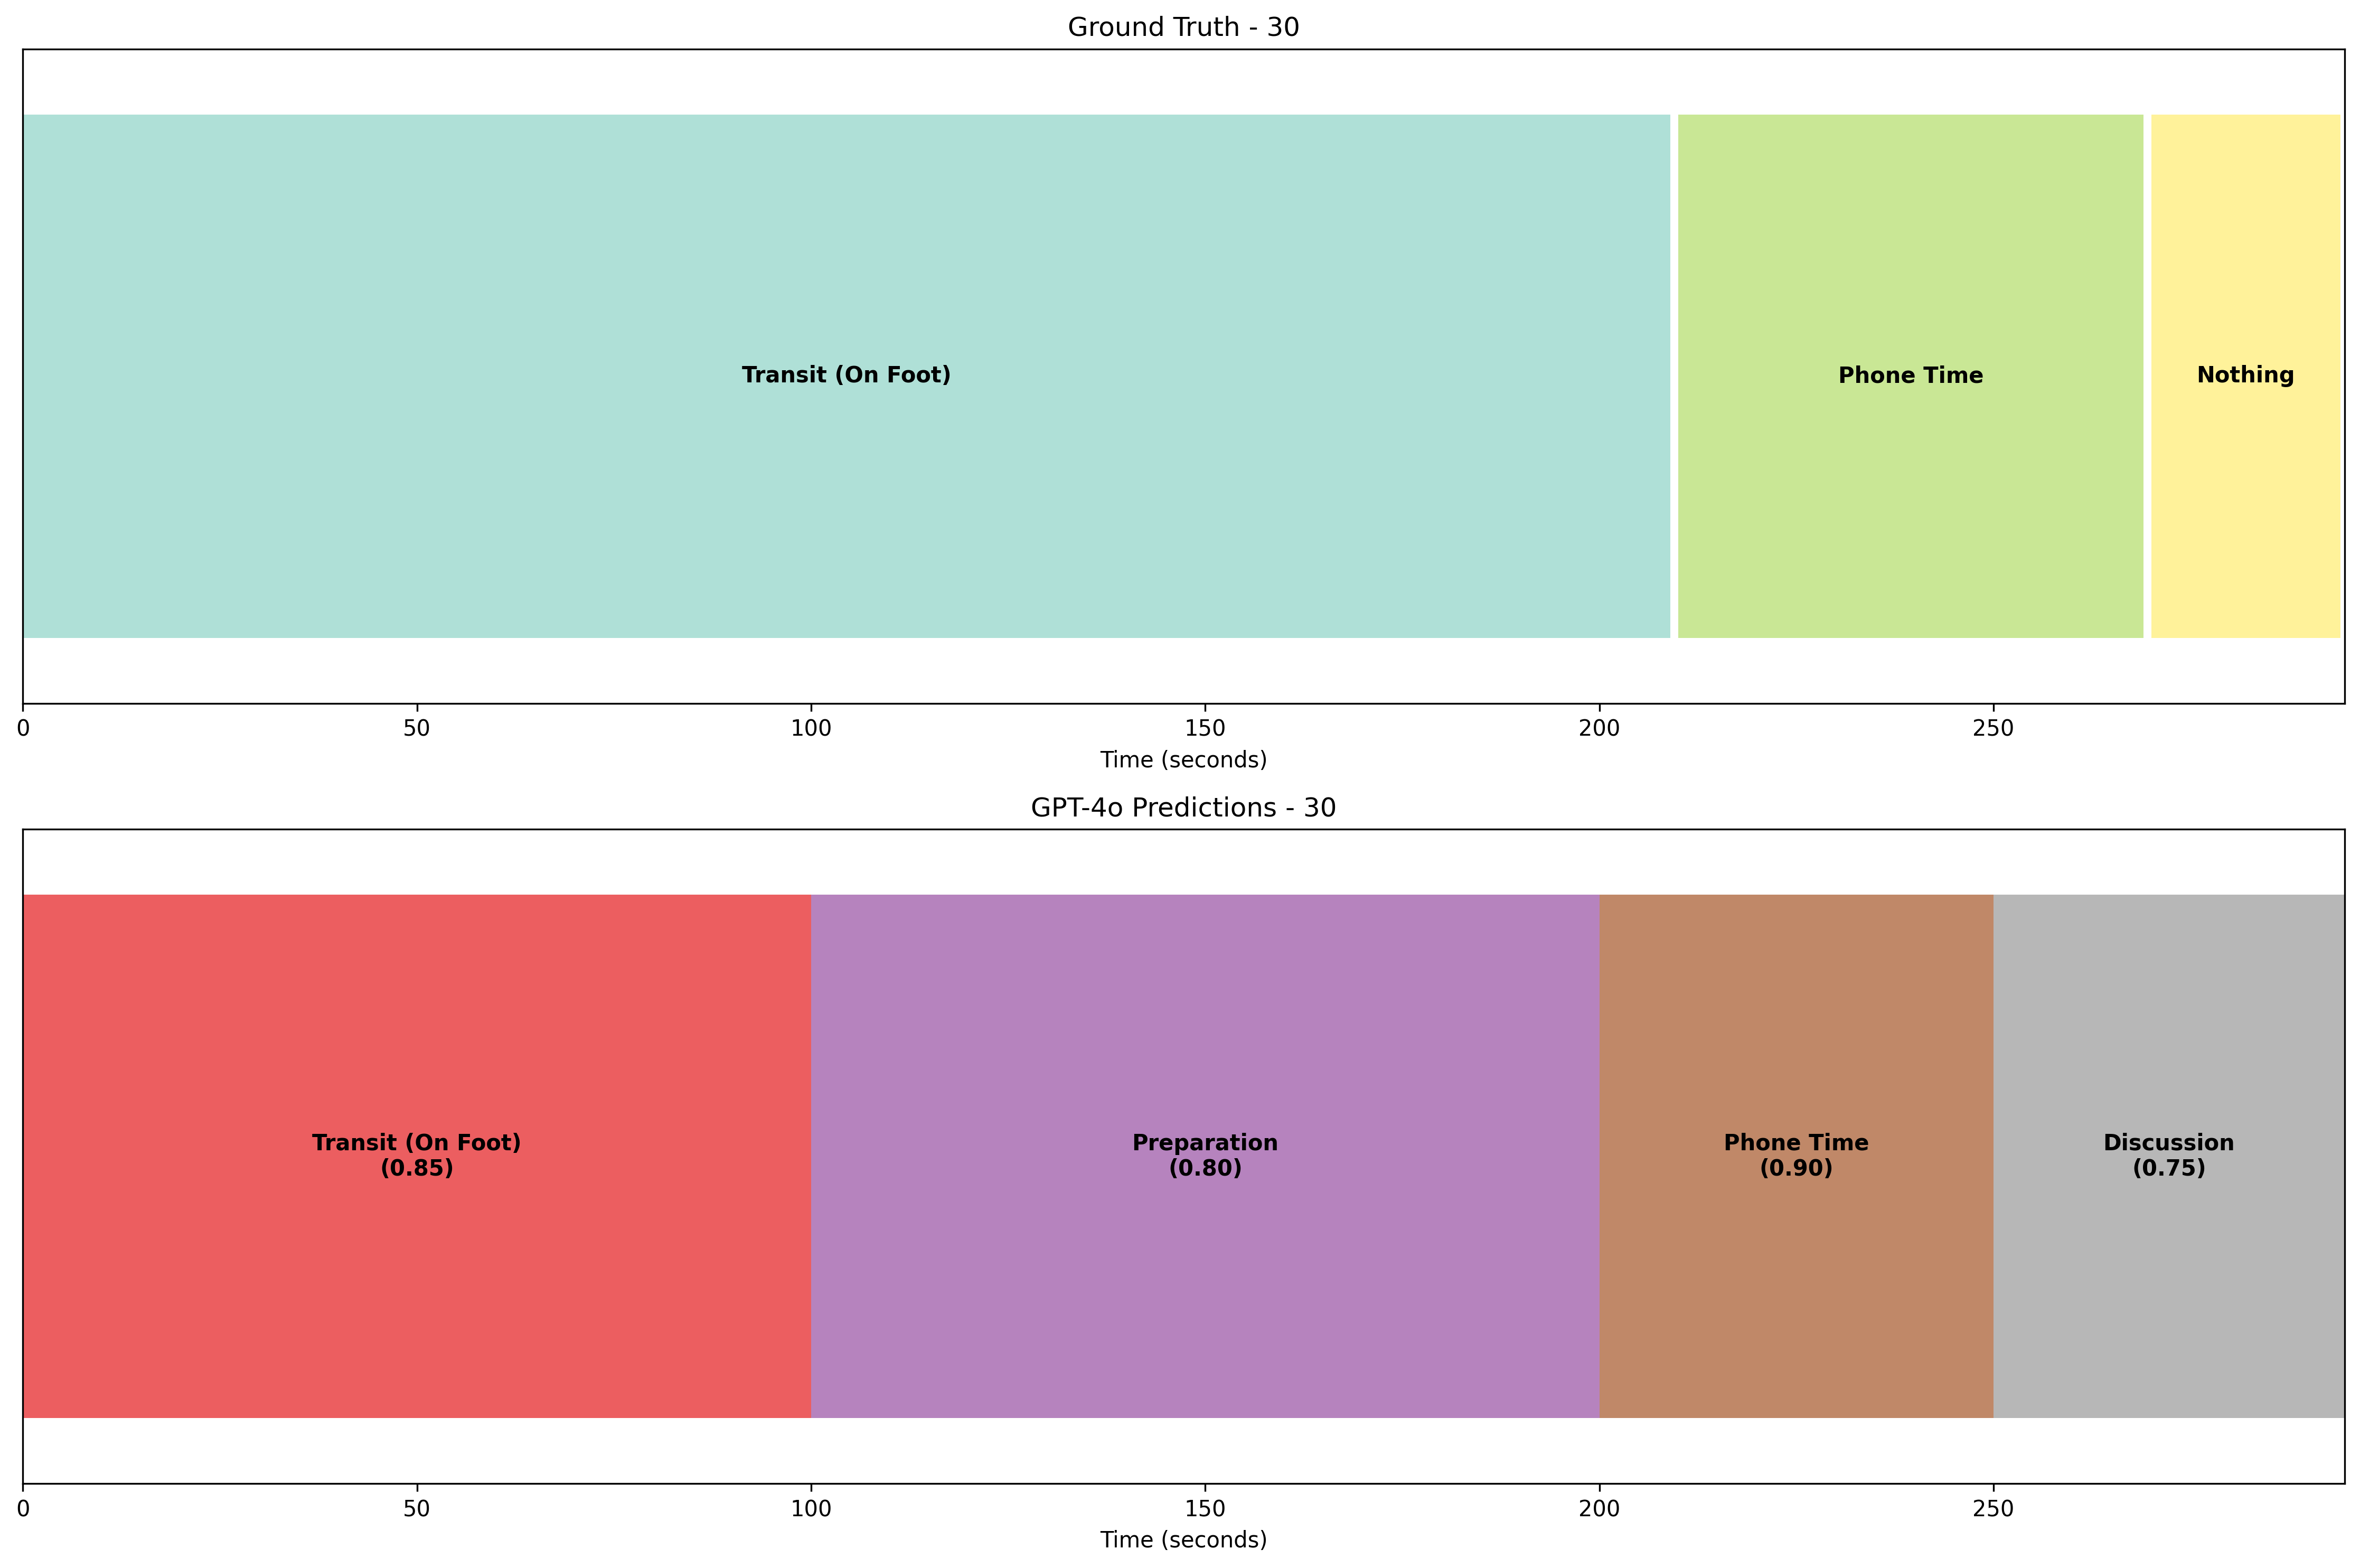 Ground Truth - 30
Transit (On Foot)
Phone Time
Nothing
0
50
100
150
200
250
Time (seconds)
GPT-4o Predictions - 30
Transit (On Foot)
(0.85)
Preparation
(0.80)
Phone Time
(0.90)
Discussion
(0.75)
0
50
100
150
200
250
Time (seconds)